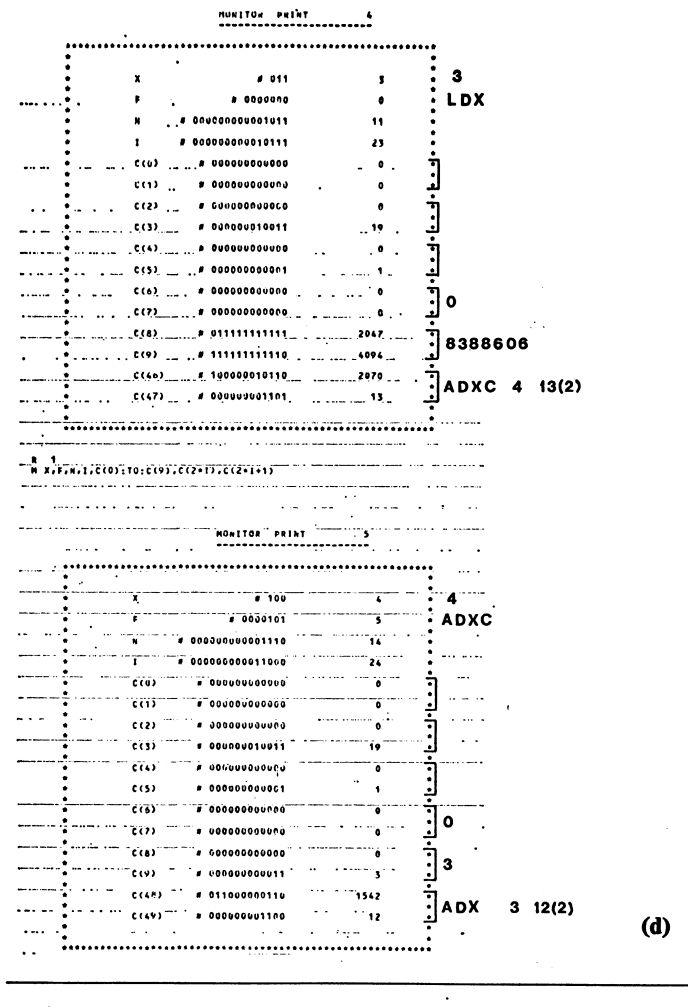 MONITOR PRINT 4
X # 011 3 3
F # 0000000 0 LDX
N # 000000000001011 11
I # 000000000010111 23
C(0) # 000000000000 0
C(1) # 000000000000 0
C(2) # 000000000000 0
C(3) # 000000010011 19
C(4) # 000000000000 0
C(5) # 000000000001 1
C(6) # 000000000000 0
C(7) # 000000000000 0 0
C(8) # 011111111111 2047
C(9) # 111111111110 4094 8388606
C(46) # 100000010110 2070
C(47) # 000000001101 13 ADXC 4 13(2)
R 1
M X,F,N,I,C(0):TO:C(9),C(2*I),C(2*I+1)
MONITOR PRINT 5
X # 100 4 4
F # 0000101 5 ADXC
N # 000000000001110 14
I # 000000000011000 24
C(0) # 000000000000 0
C(1) # 000000000000 0
C(2) # 000000000000 0
C(3) # 000000010011 19
C(4) # 000000000000 0
C(5) # 000000000001 1
C(6) # 000000000000 0
C(7) # 000000000000 0 0
C(8) # 000000000000 0
C(9) # 000000000011 3 3
C(48) # 011000000110 1542
C(49) # 000000001100 12 ADX 3 12(2)
(d)